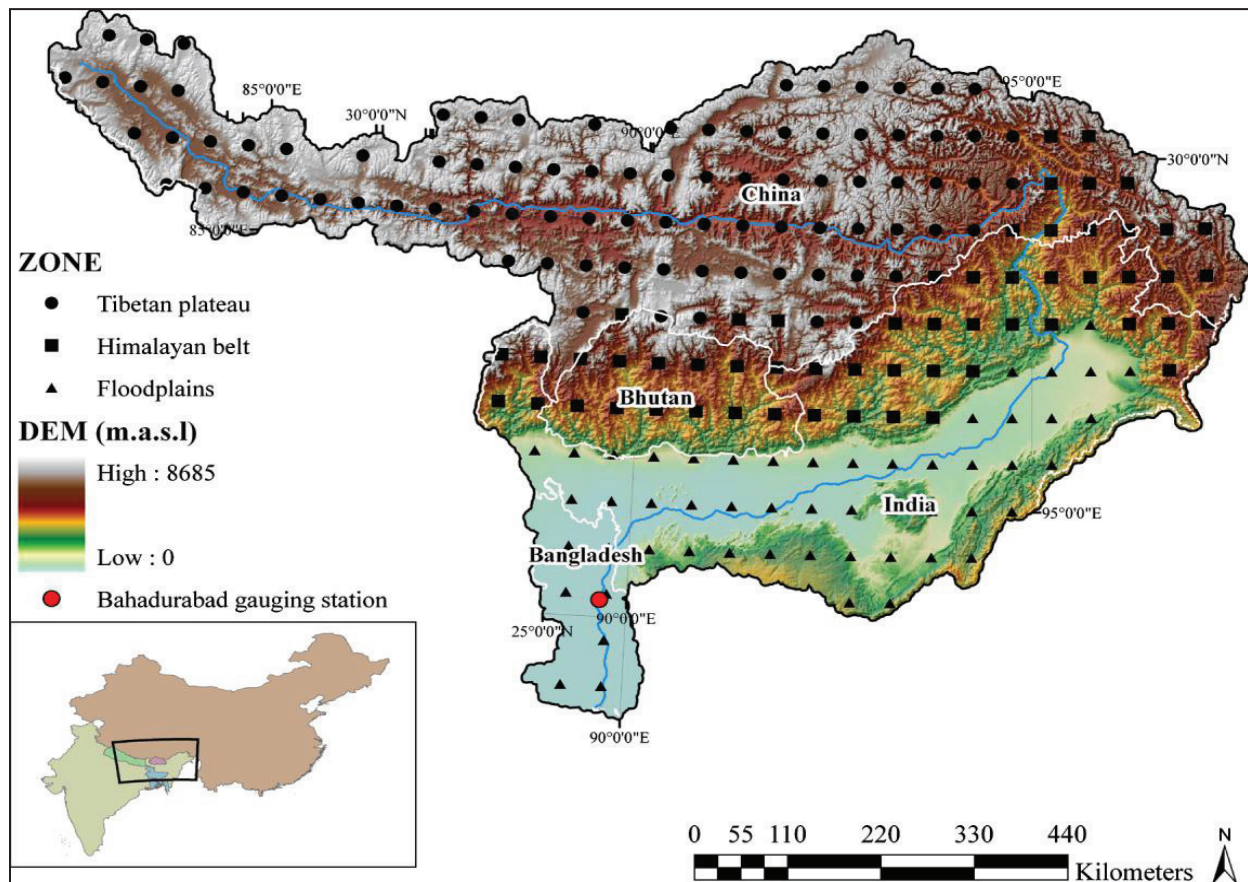 85°0'0"E
30°0'0"N
90°0'0"E
95°0'0"E
30°0'0"N
China
85°0'0"E
ZONE
Tibetan plateau
Himalayan belt
Floodplains
DEM (m.a.s.l)
High : 8685
Low : 0
Bahadurabad gauging station
Bhutan
India
95°0'0"E
Bangladesh
90°0'0"E
25°0'0"N
90°0'0"E
0 55 110 220 330 440
Kilometers
N